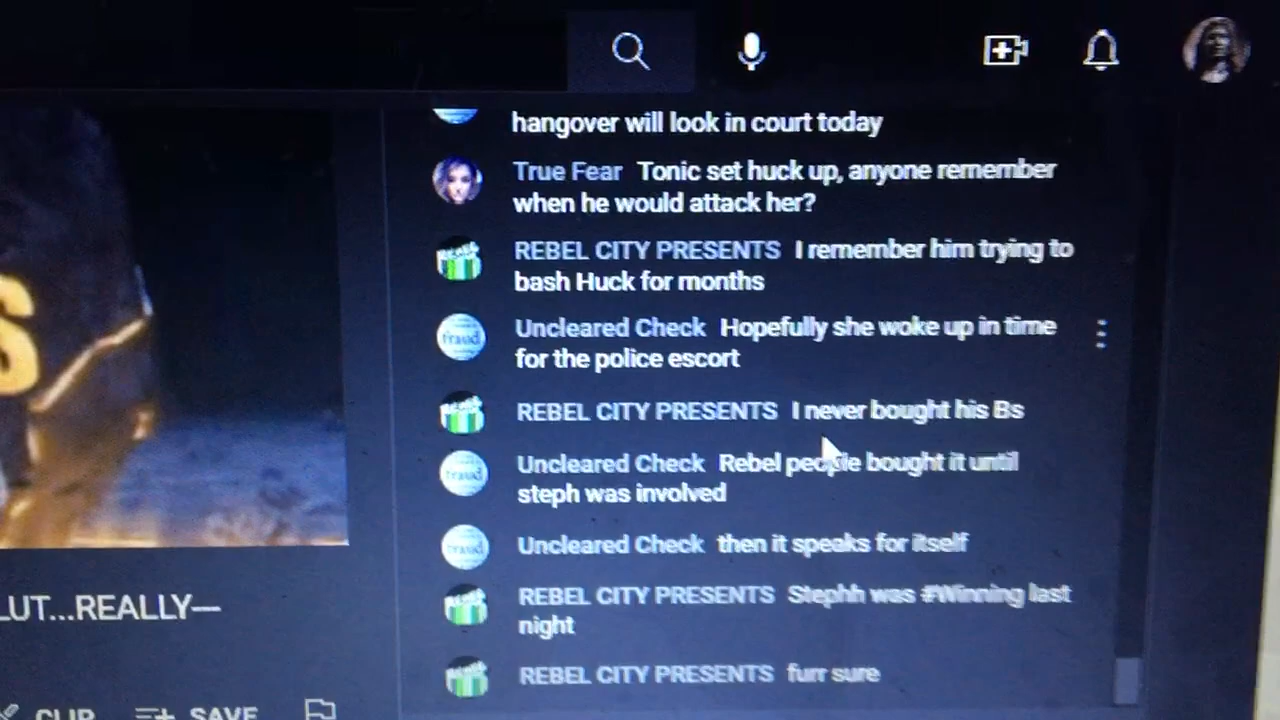 hangover will look in court today
True Fear Tonic set huck up, anyone remember
when he would attack her?
REBEL CITY PRESENTS I remember him trying to
bash Huck for months
Uncleared Check Hopefully she woke up in time
for the police escort
fraud
REBEL CITY PRESENTS I never bought his Bs
Uncleared Check Rebel people bought it until
steph was involved
fraud
Uncleared Check then it speaks for itself
fraud
REBEL CITY PRESENTS Stephh was #Winning last
night
REBEL CITY PRESENTS furr sure
S
LUT...REALLY—
CLIP SAVE